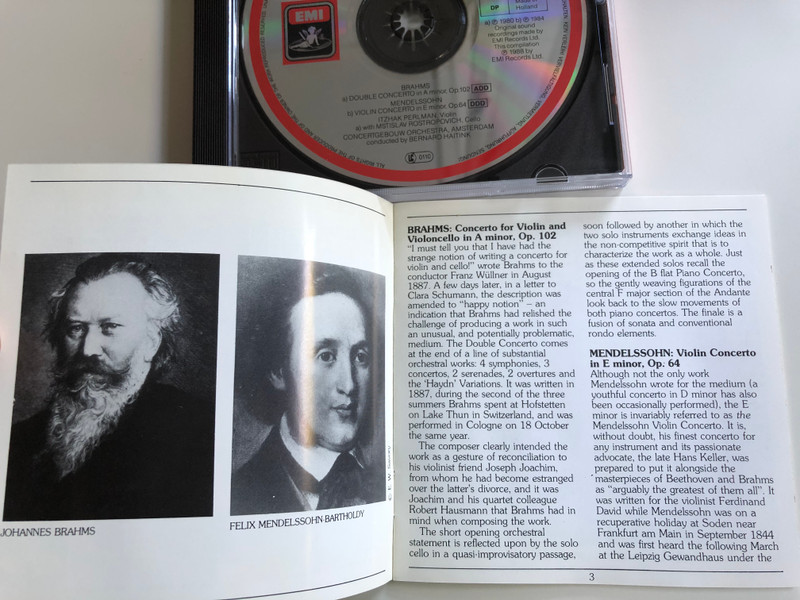 EMI
DP
Made in
Holland
a) ℗ 1980 b) ℗ 1984
Original sound
recordings made by
EMI Records Ltd.
This compilation
℗ 1988 by
EMI Records Ltd.
BRAHMS
a) DOUBLE CONCERTO in A minor, Op.102 ADD
MENDELSSOHN
b) VIOLIN CONCERTO in E minor, Op.64 DDD
ITZHAK PERLMAN, Violin
a) with MSTISLAV ROSTROPOVICH, Cello
CONCERTGEBOUW ORCHESTRA, AMSTERDAM
conducted by BERNARD HAITINK
JOHANNES BRAHMS
FELIX MENDELSSOHN-BARTHOLDY
BRAHMS: Concerto for Violin and
Violoncello in A minor, Op. 102
"I must tell you that I have had the
strange notion of writing a concerto for
violin and cello!" wrote Brahms to the
conductor Franz Wüllner in August
1887. A few days later, in a letter to
Clara Schumann, the description was
amended to "happy notion" – an
indication that Brahms had relished the
challenge of producing a work in such
an unusual, and potentially problematic,
medium. The Double Concerto comes
at the end of a line of substantial
orchestral works: 4 symphonies, 3
concertos, 2 serenades, 2 overtures and
the 'Haydn' Variations. It was written in
1887, during the second of the three
summers Brahms spent at Hofstetten
on Lake Thun in Switzerland, and was
performed in Cologne on 18 October
the same year.
The composer clearly intended the
work as a gesture of reconciliation to
his violinist friend Joseph Joachim,
from whom he had become estranged
over the latter's divorce, and it was
Joachim and his quartet colleague
Robert Hausmann that Brahms had in
mind when composing the work.
The short opening orchestral
statement is reflected upon by the solo
cello in a quasi-improvisatory passage,
soon followed by another in which the
two solo instruments exchange ideas in
the non-competitive spirit that is to
characterize the work as a whole. Just
as these extended solos recall the
opening of the B flat Piano Concerto,
so the gently weaving figurations of the
central F major section of the Andante
look back to the slow movements of
both piano concertos. The finale is a
fusion of sonata and conventional
rondo elements.
MENDELSSOHN: Violin Concerto
in E minor, Op. 64
Although not the only work
Mendelssohn wrote for the medium (a
youthful concerto in D minor has also
been occasionally performed), the E
minor is invariably referred to as the
Mendelssohn Violin Concerto. It is,
without doubt, his finest concerto for
any instrument and its passionate
advocate, the late Hans Keller, was
prepared to put it alongside the
masterpieces of Beethoven and Brahms
as "arguably the greatest of them all". It
was written for the violinist Ferdinand
David while Mendelssohn was on a
recuperative holiday at Soden near
Frankfurt am Main in September 1844
and was first heard the following March
at the Leipzig Gewandhaus under the
3